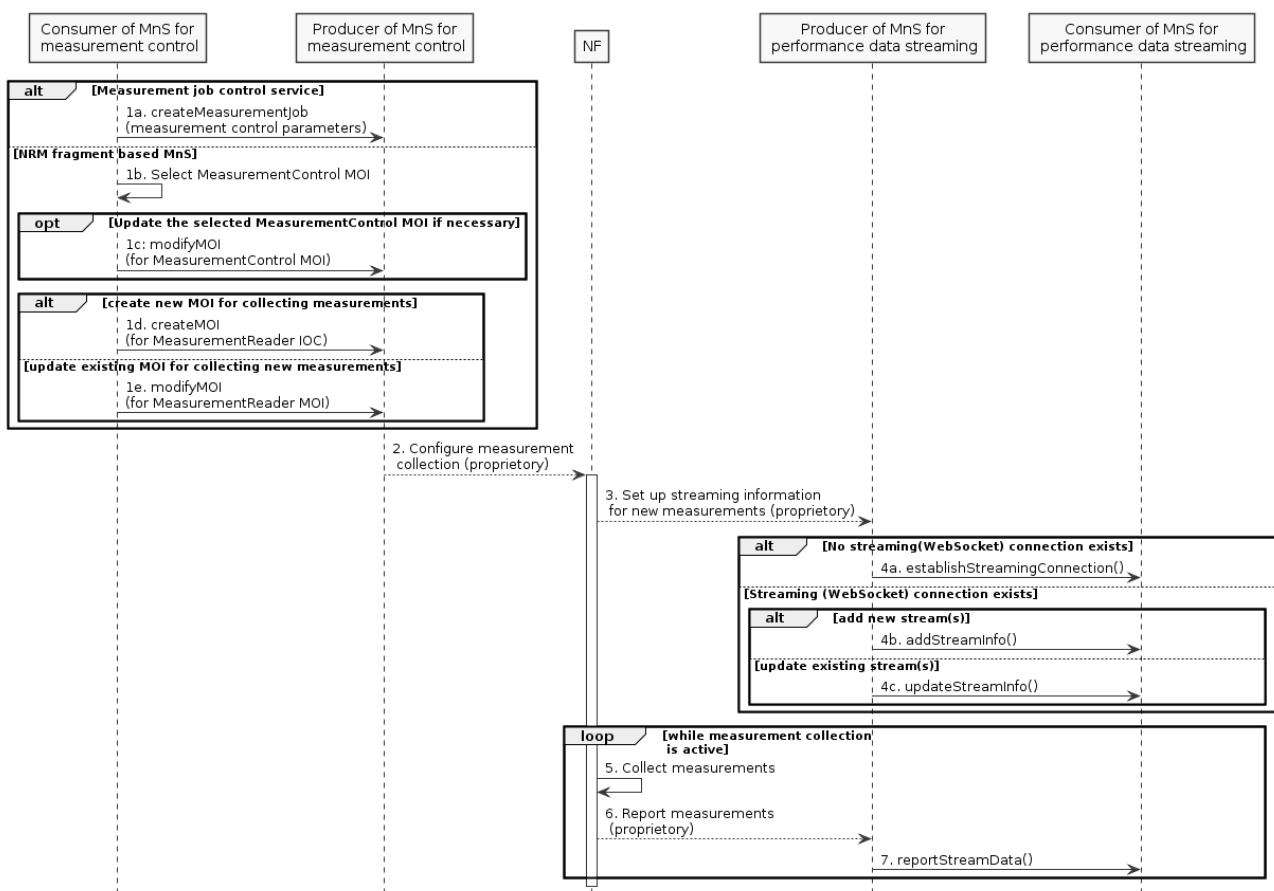 Consumer of MnS for
measurement control
Producer of MnS for
measurement control
NF
Producer of MnS for
performance data streaming
Consumer of MnS for
performance data streaming
alt
[Measurement job control service]
1a. createMeasurementJob
(measurement control parameters)
[NRM fragment based MnS]
1b. Select MeasurementControl MOI
opt
[Update the selected MeasurementControl MOI if necessary]
1c: modifyMOI
(for MeasurementControl MOI)
alt
[create new MOI for collecting measurements]
1d. createMOI
(for MeasurementReader IOC)
[update existing MOI for collecting new measurements]
1e. modifyMOI
(for MeasurementReader MOI)
2. Configure measurement
collection (proprietory)
3. Set up streaming information
for new measurements (proprietory)
alt
[No streaming(WebSocket) connection exists]
4a. establishStreamingConnection()
[Streaming (WebSocket) connection exists]
alt
[add new stream(s)]
4b. addStreamInfo()
[update existing stream(s)]
4c. updateStreamInfo()
loop
[while measurement collection
is active]
5. Collect measurements
6. Report measurements
(proprietory)
7. reportStreamData()